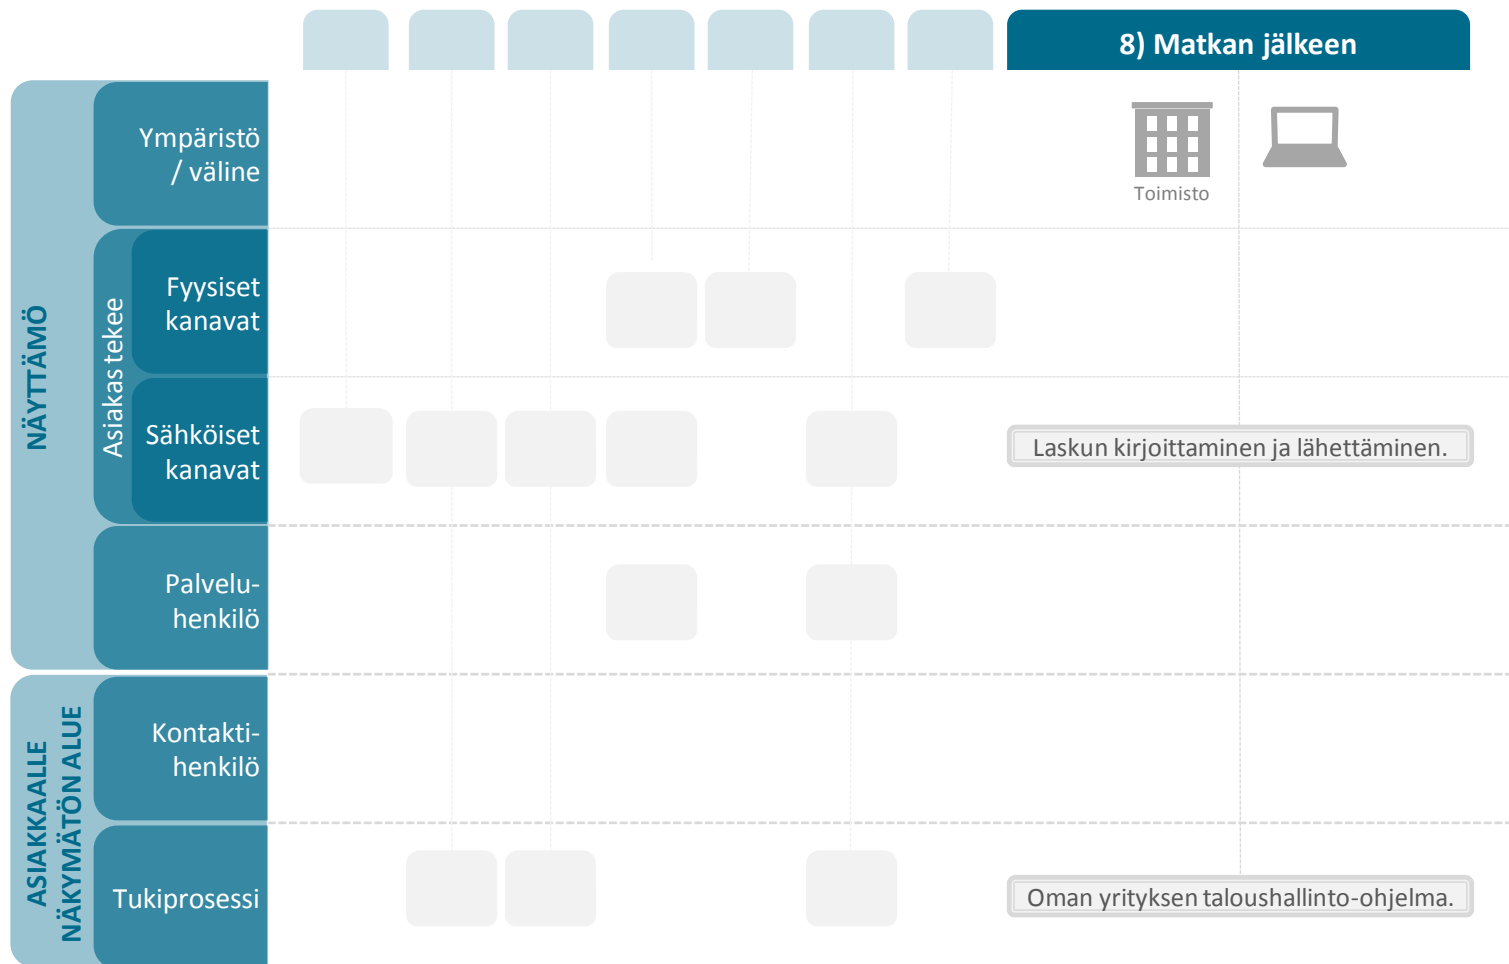 8) Matkan jälkeen
NÄYTTÄMÖ
Ympäristö
/ väline
Toimisto
Asiakas tekee
Fyysiset
kanavat
Sähköiset
kanavat
Laskun kirjoittaminen ja lähettäminen.
Palvelu-
henkilö
ASIAKKAALLE
NÄKYMÄTÖN ALUE
Kontakti-
henkilö
Tukiprosessi
Oman yrityksen taloushallinto-ohjelma.